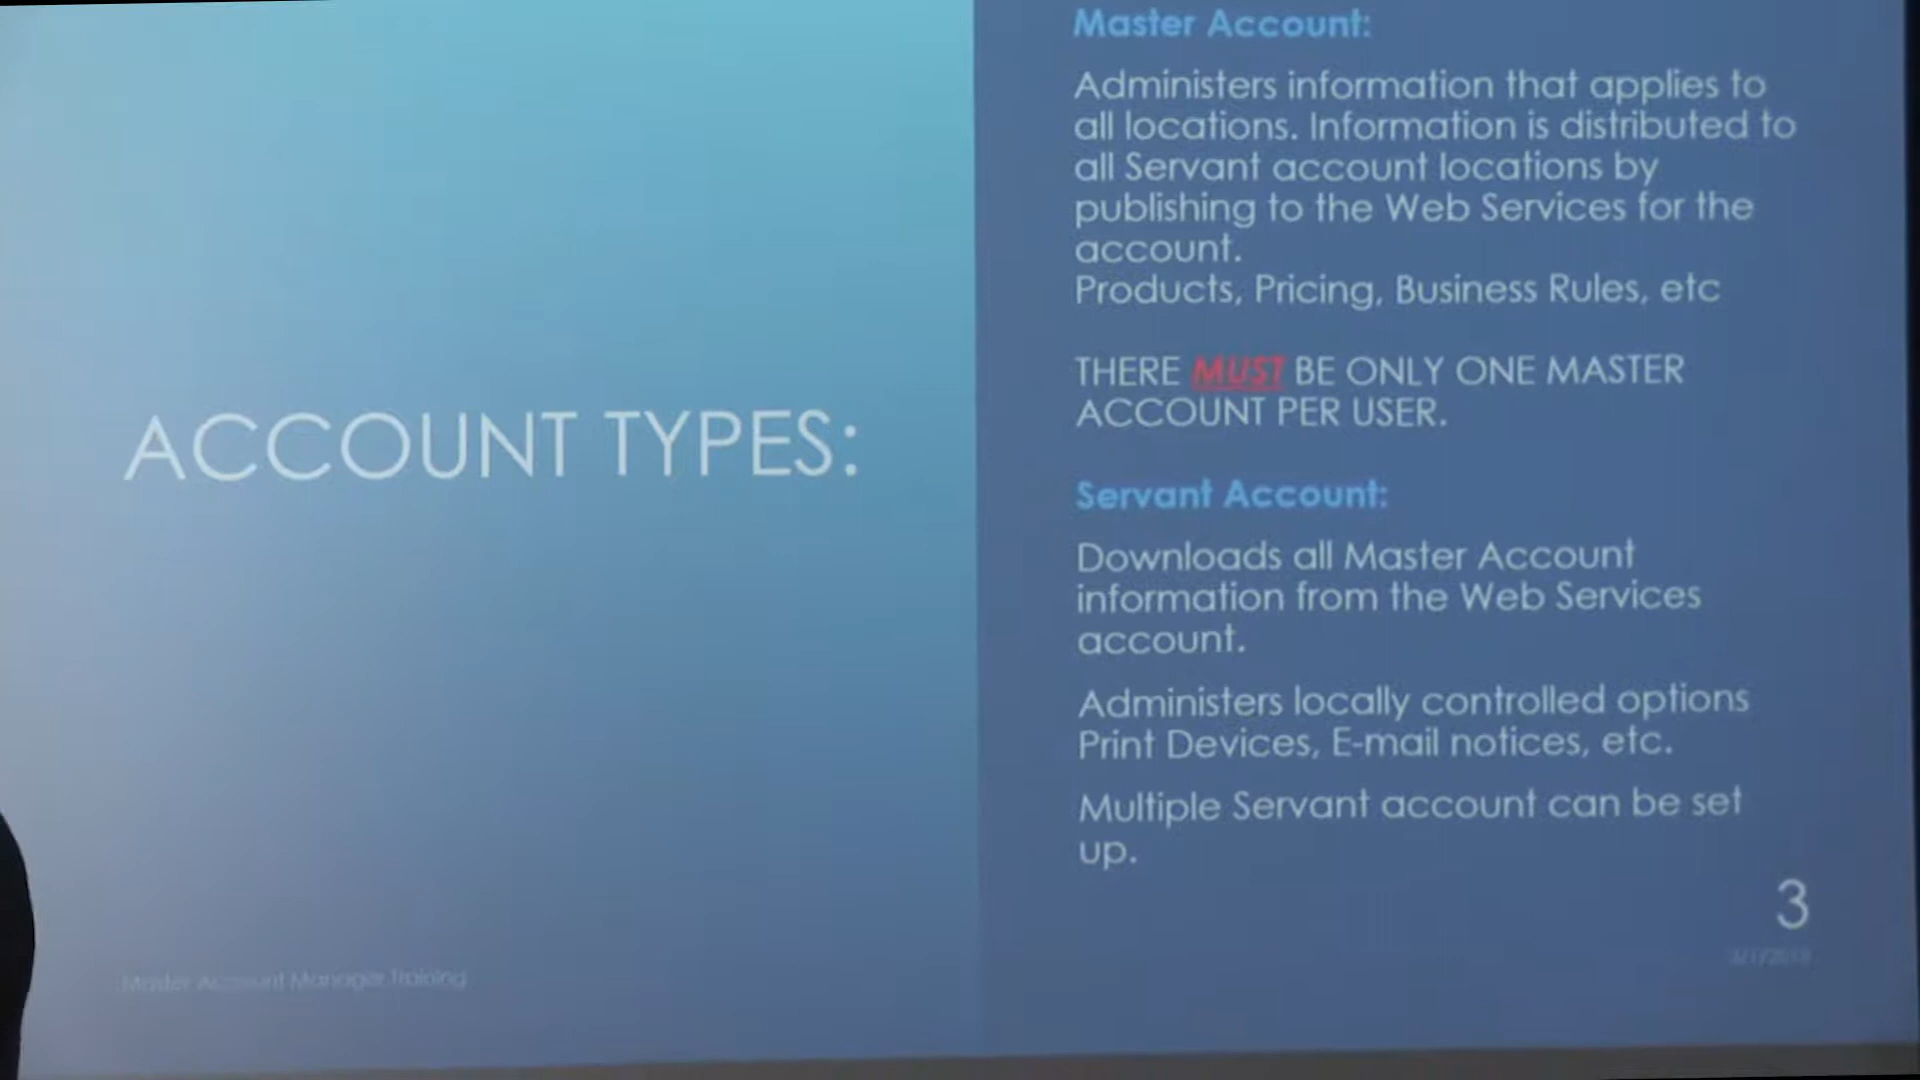 ACCOUNT TYPES:
Master Account Manager Training
Master Account:
Administers information that applies to
all locations. Information is distributed to
all Servant account locations by
publishing to the Web Services for the
account.
Products, Pricing, Business Rules, etc
THERE MUST BE ONLY ONE MASTER
ACCOUNT PER USER.
Servant Account:
Downloads all Master Account
information from the Web Services
account.
Administers locally controlled options
Print Devices, E-mail notices, etc.
Multiple Servant account can be set
up.
3